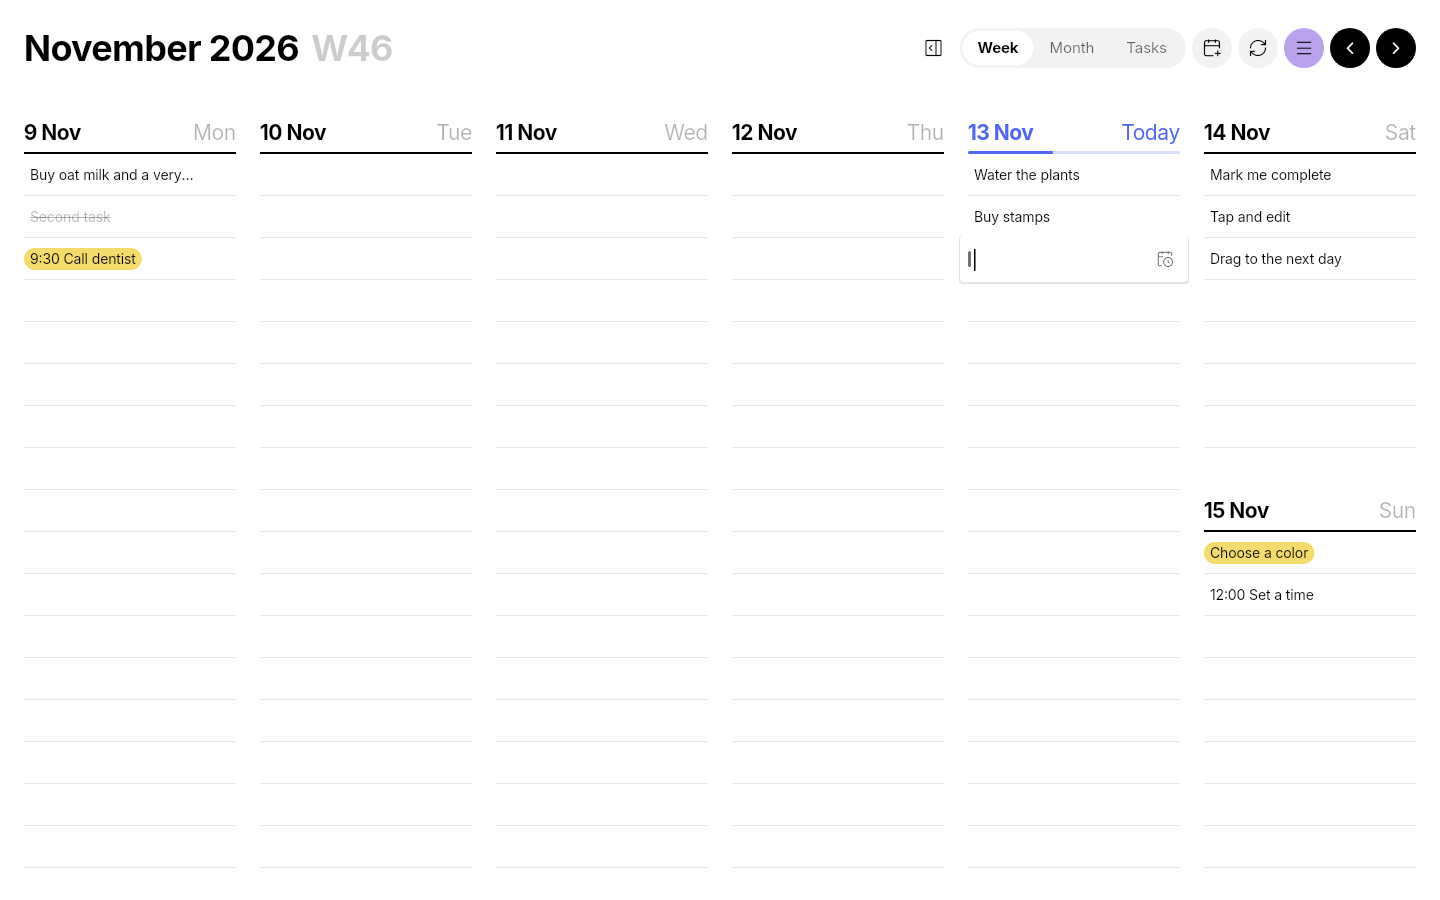 November 2026 W46
Week Month Tasks
9 Nov Mon
Buy oat milk and a very...
Second task
9:30 Call dentist
10 Nov Tue
11 Nov Wed
12 Nov Thu
13 Nov Today
Water the plants
Buy stamps
14 Nov Sat
Mark me complete
Tap and edit
Drag to the next day
15 Nov Sun
Choose a color
12:00 Set a time